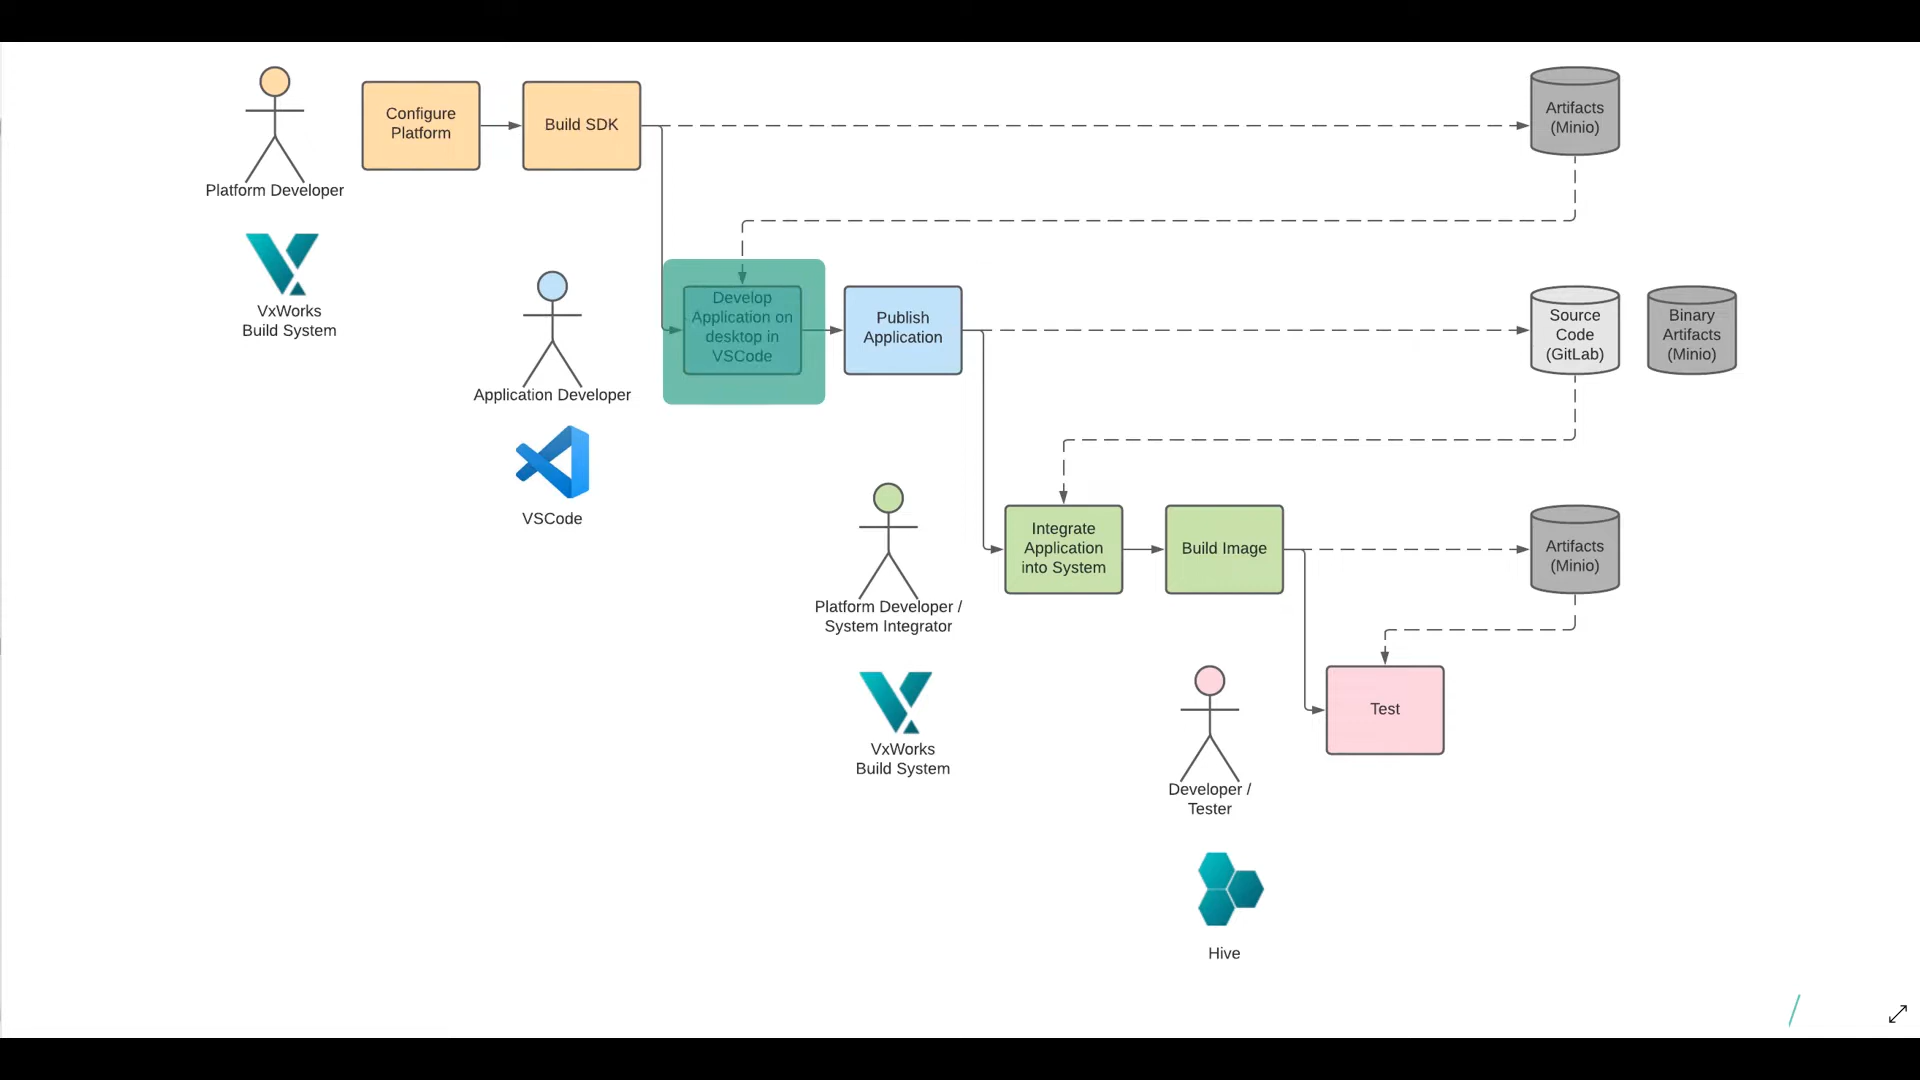 Configure
Platform
Build SDK
Artifacts
(Minio)
Platform Developer
VxWorks
Build System
Develop
Application on
desktop in
VSCode
Publish
Application
Source
Code
(GitLab)
Binary
Artifacts
(Minio)
Application Developer
VSCode
Integrate
Application
into System
Build Image
Artifacts
(Minio)
Platform Developer /
System Integrator
VxWorks
Build System
Test
Developer /
Tester
Hive